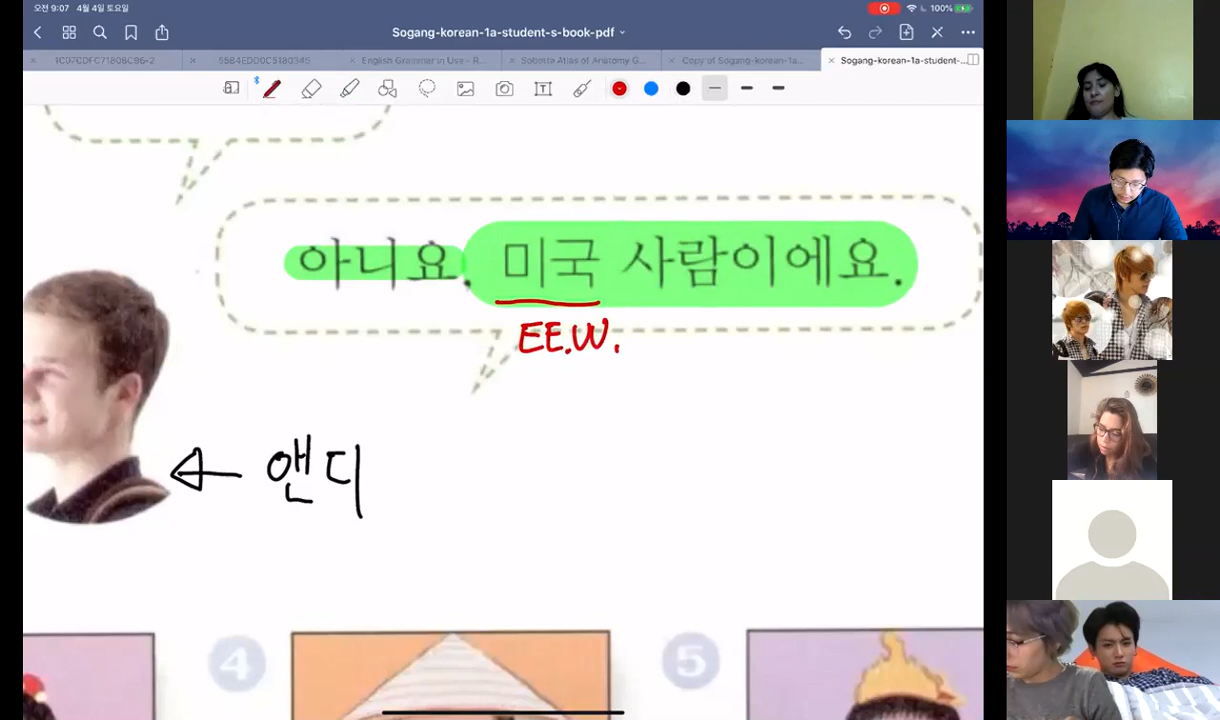 오전 9:07 4월 4일 토요일
100%
Sogang-korean-1a-student-s-book-pdf
English Grammar in Use - R...
Sobotta Atlas of Anatomy G...
Copy of Sogang-korean-1a...
Sogang-korean-1a-student-...
T
아니요. 미국 사람이에요.
EE.W.
앤디
4
5